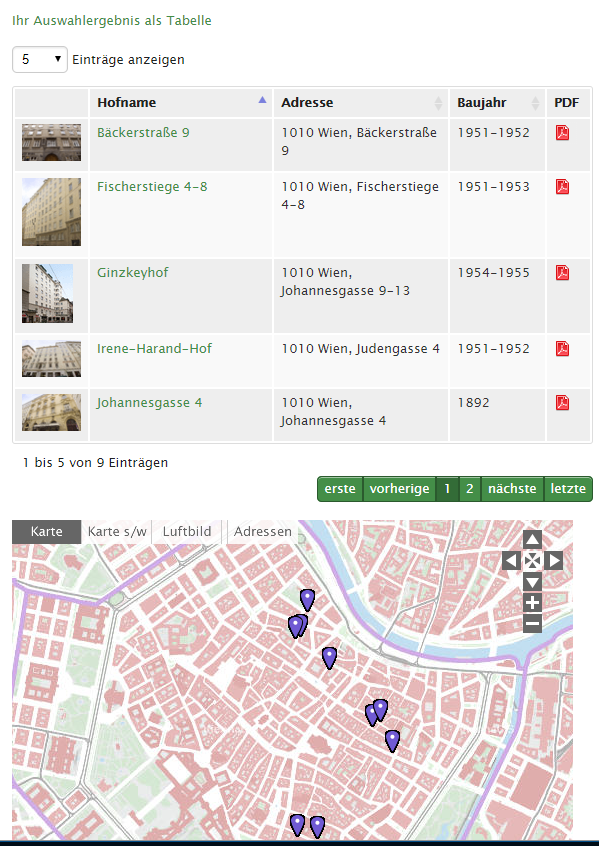 Ihr Auswahlergebnis als Tabelle
5 Einträge anzeigen
Hofname Adresse Baujahr PDF
Bäckerstraße 9 1010 Wien, Bäckerstraße 1951-1952
9
Fischerstiege 4-8 1010 Wien, Fischerstiege 1951-1953
4-8
Ginzkeyhof 1010 Wien, 1954-1955
Johannesgasse 9-13
Irene-Harand-Hof 1010 Wien, Judengasse 4 1951-1952
Johannesgasse 4 1010 Wien, 1892
Johannesgasse 4
1 bis 5 von 9 Einträgen
erste vorherige 1 2 nächste letzte
Karte Karte s/w Luftbild Adressen